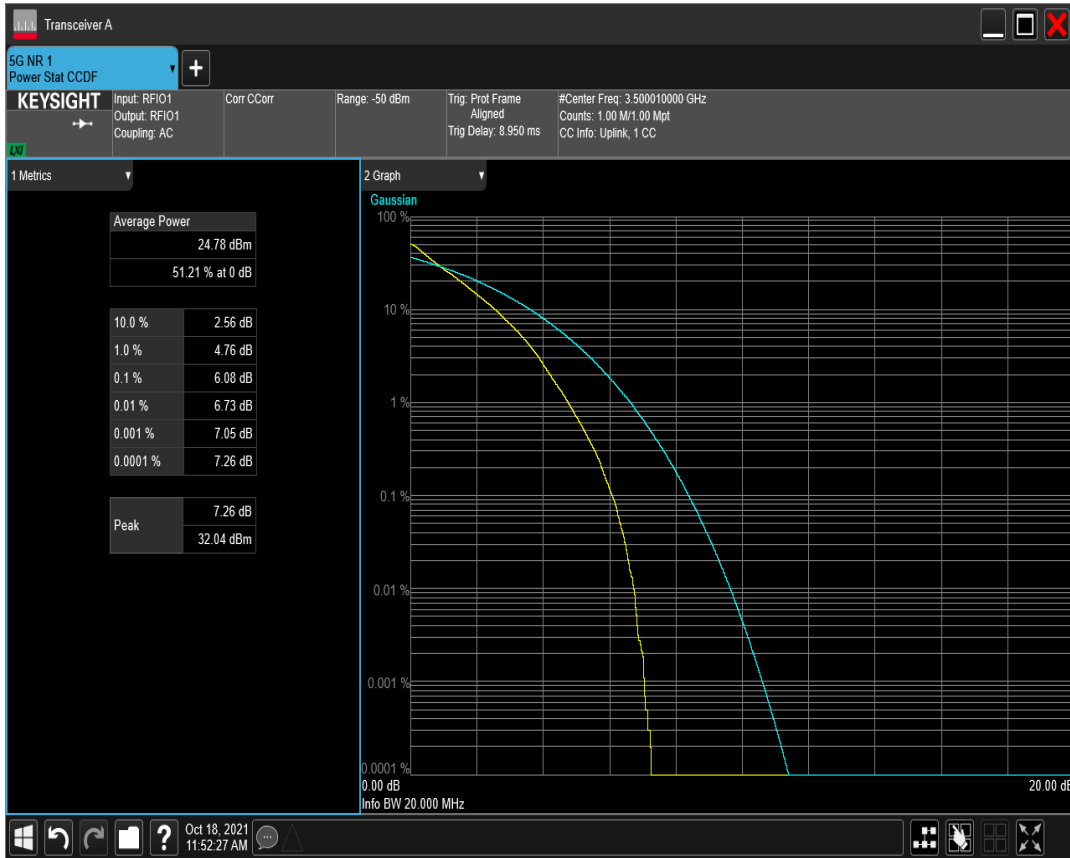 Transceiver A
5G NR 1
Power Stat CCDF
KEYSIGHT
LXI
Input: RFIO1
Output: RFIO1
Coupling: AC
Corr CCorr
Range: -50 dBm
Trig: Prot Frame
Aligned
Trig Delay: 8.950 ms
#Center Freq: 3.500010000 GHz
Counts: 1.00 M/1.00 Mpt
CC Info: Uplink, 1 CC
1 Metrics
Average Power
24.78 dBm
51.21 % at 0 dB
10.0 % 2.56 dB
1.0 % 4.76 dB
0.1 % 6.08 dB
0.01 % 6.73 dB
0.001 % 7.05 dB
0.0001 % 7.26 dB
Peak
7.26 dB
32.04 dBm
2 Graph
Gaussian
100 %
10 %
1 %
0.1 %
0.01 %
0.001 %
0.0001 %
0.00 dB
20.00 dB
Info BW 20.000 MHz
Oct 18, 2021
11:52:27 AM